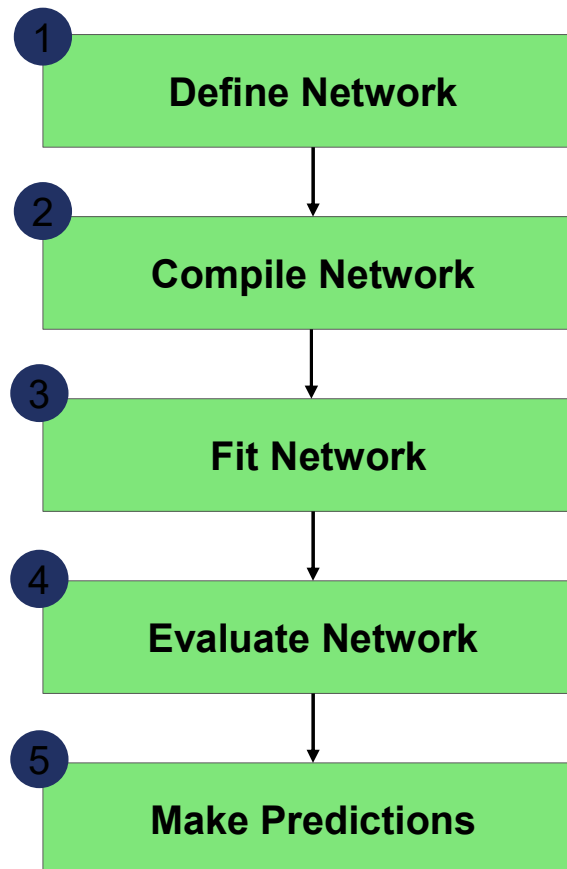 1
Define Network
2
Compile Network
3
Fit Network
4
Evaluate Network
5
Make Predictions